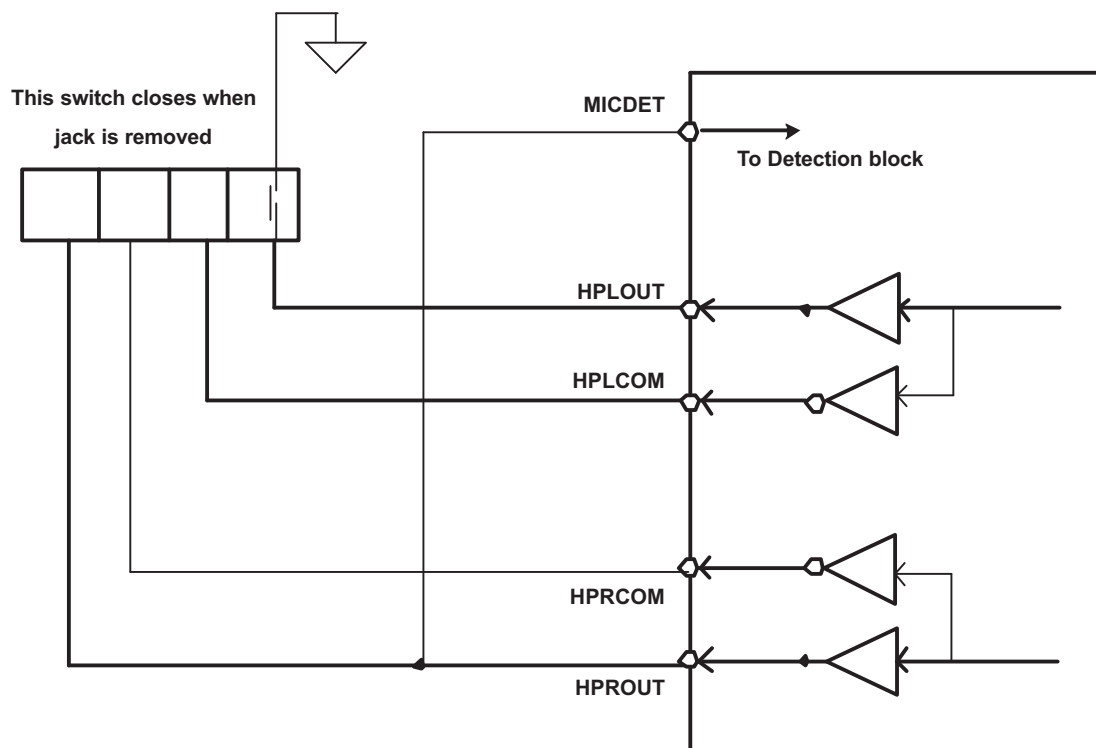 This switch closes when
jack is removed
MICDET
To Detection block
HPLOUT
HPLCOM
HPRCOM
HPROUT